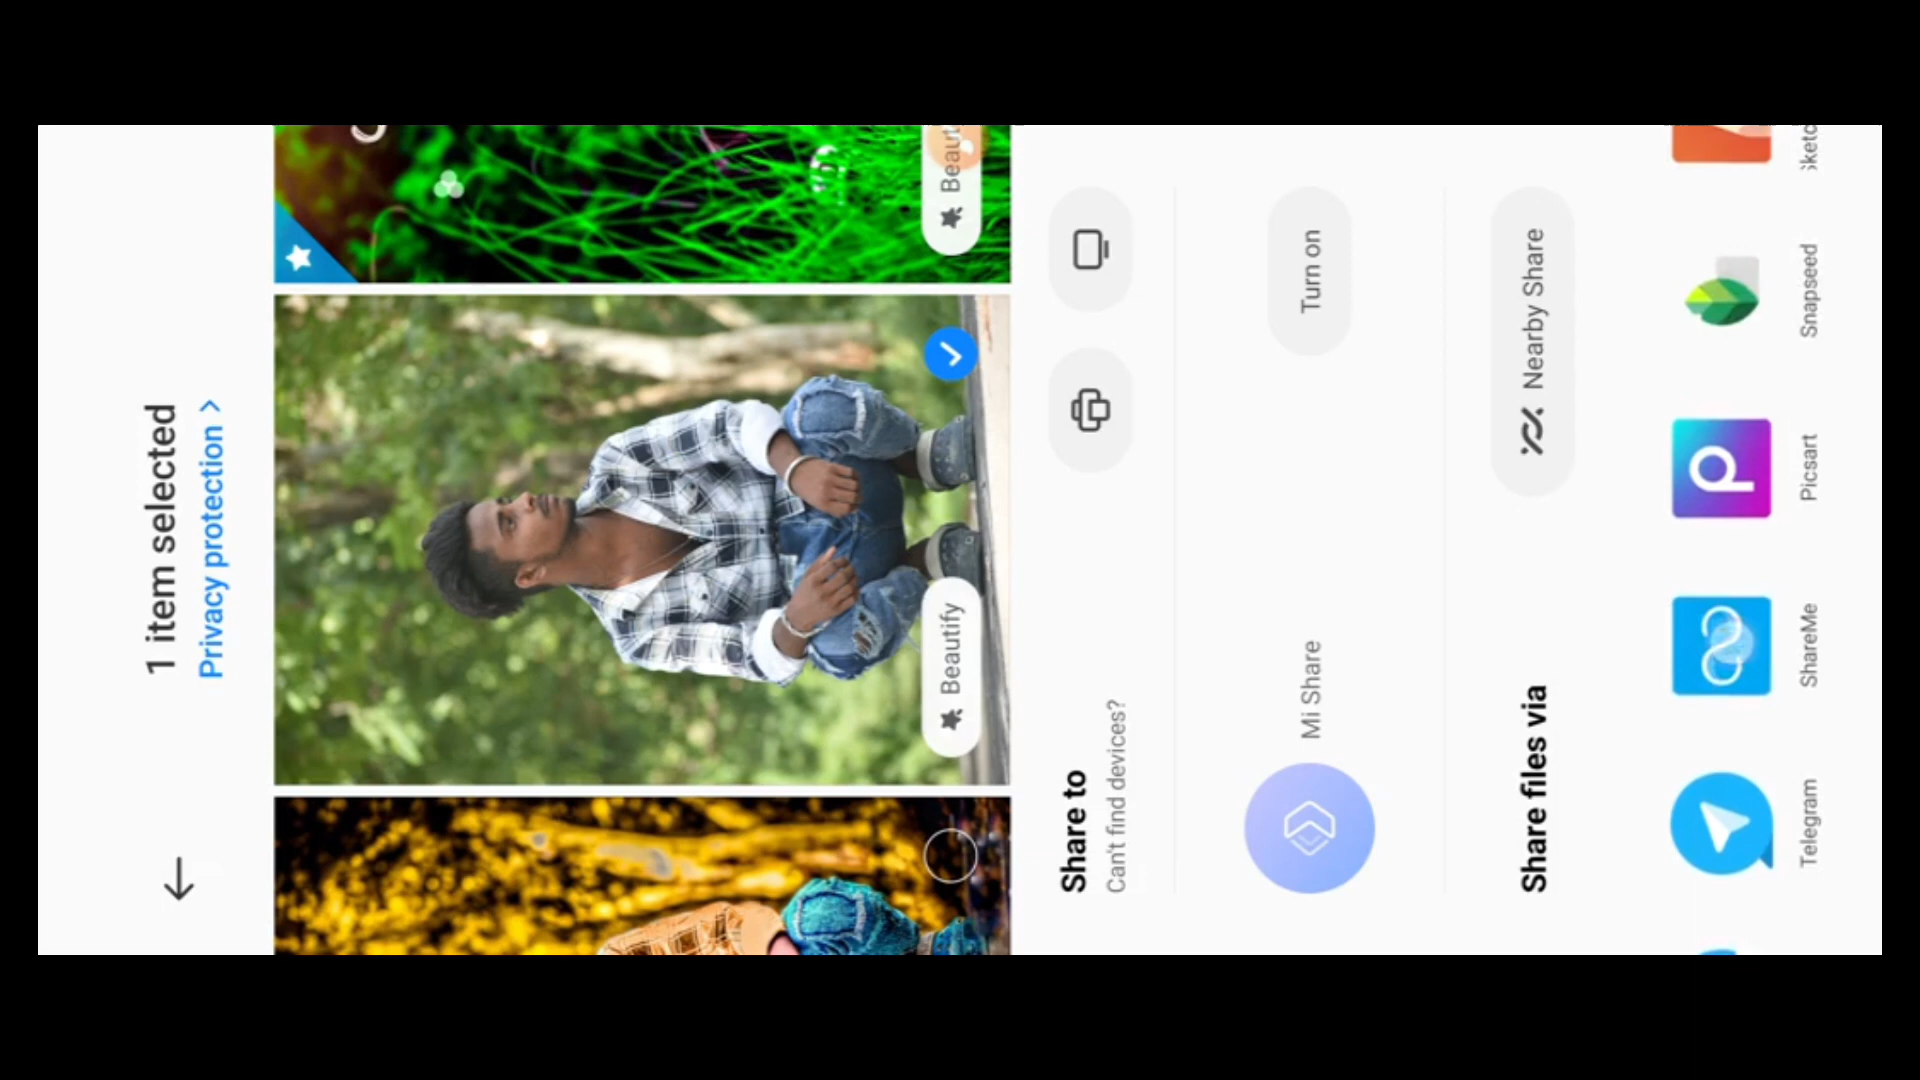 1 item selected
Privacy protection >
Beautify
Beaut
Share to
Can't find devices?
Mi Share
Turn on
Share files via
Nearby Share
Telegram
ShareMe
Picsart
Snapseed